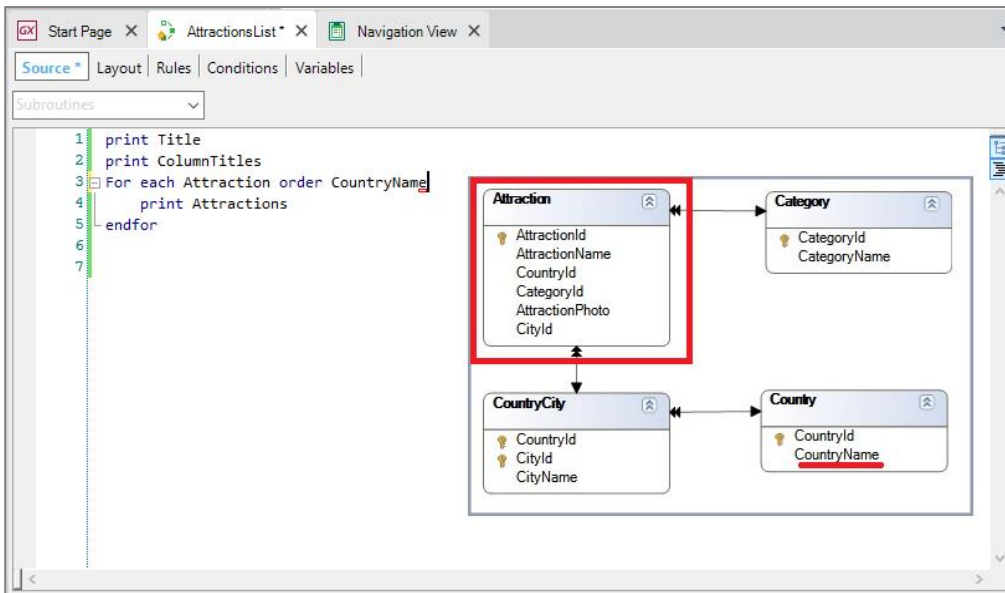 GX Start Page X AttractionsList * X Navigation View X
Source * Layout Rules Conditions Variables
Subroutines
1 print Title
2 print ColumnTitles
3 For each Attraction order CountryName
4 print Attractions
5 endfor
6
7
Attraction
AttractionId
AttractionName
CountryId
CategoryId
AttractionPhoto
CityId
Category
CategoryId
CategoryName
CountryCity
CountryId
CityId
CityName
Country
CountryId
CountryName